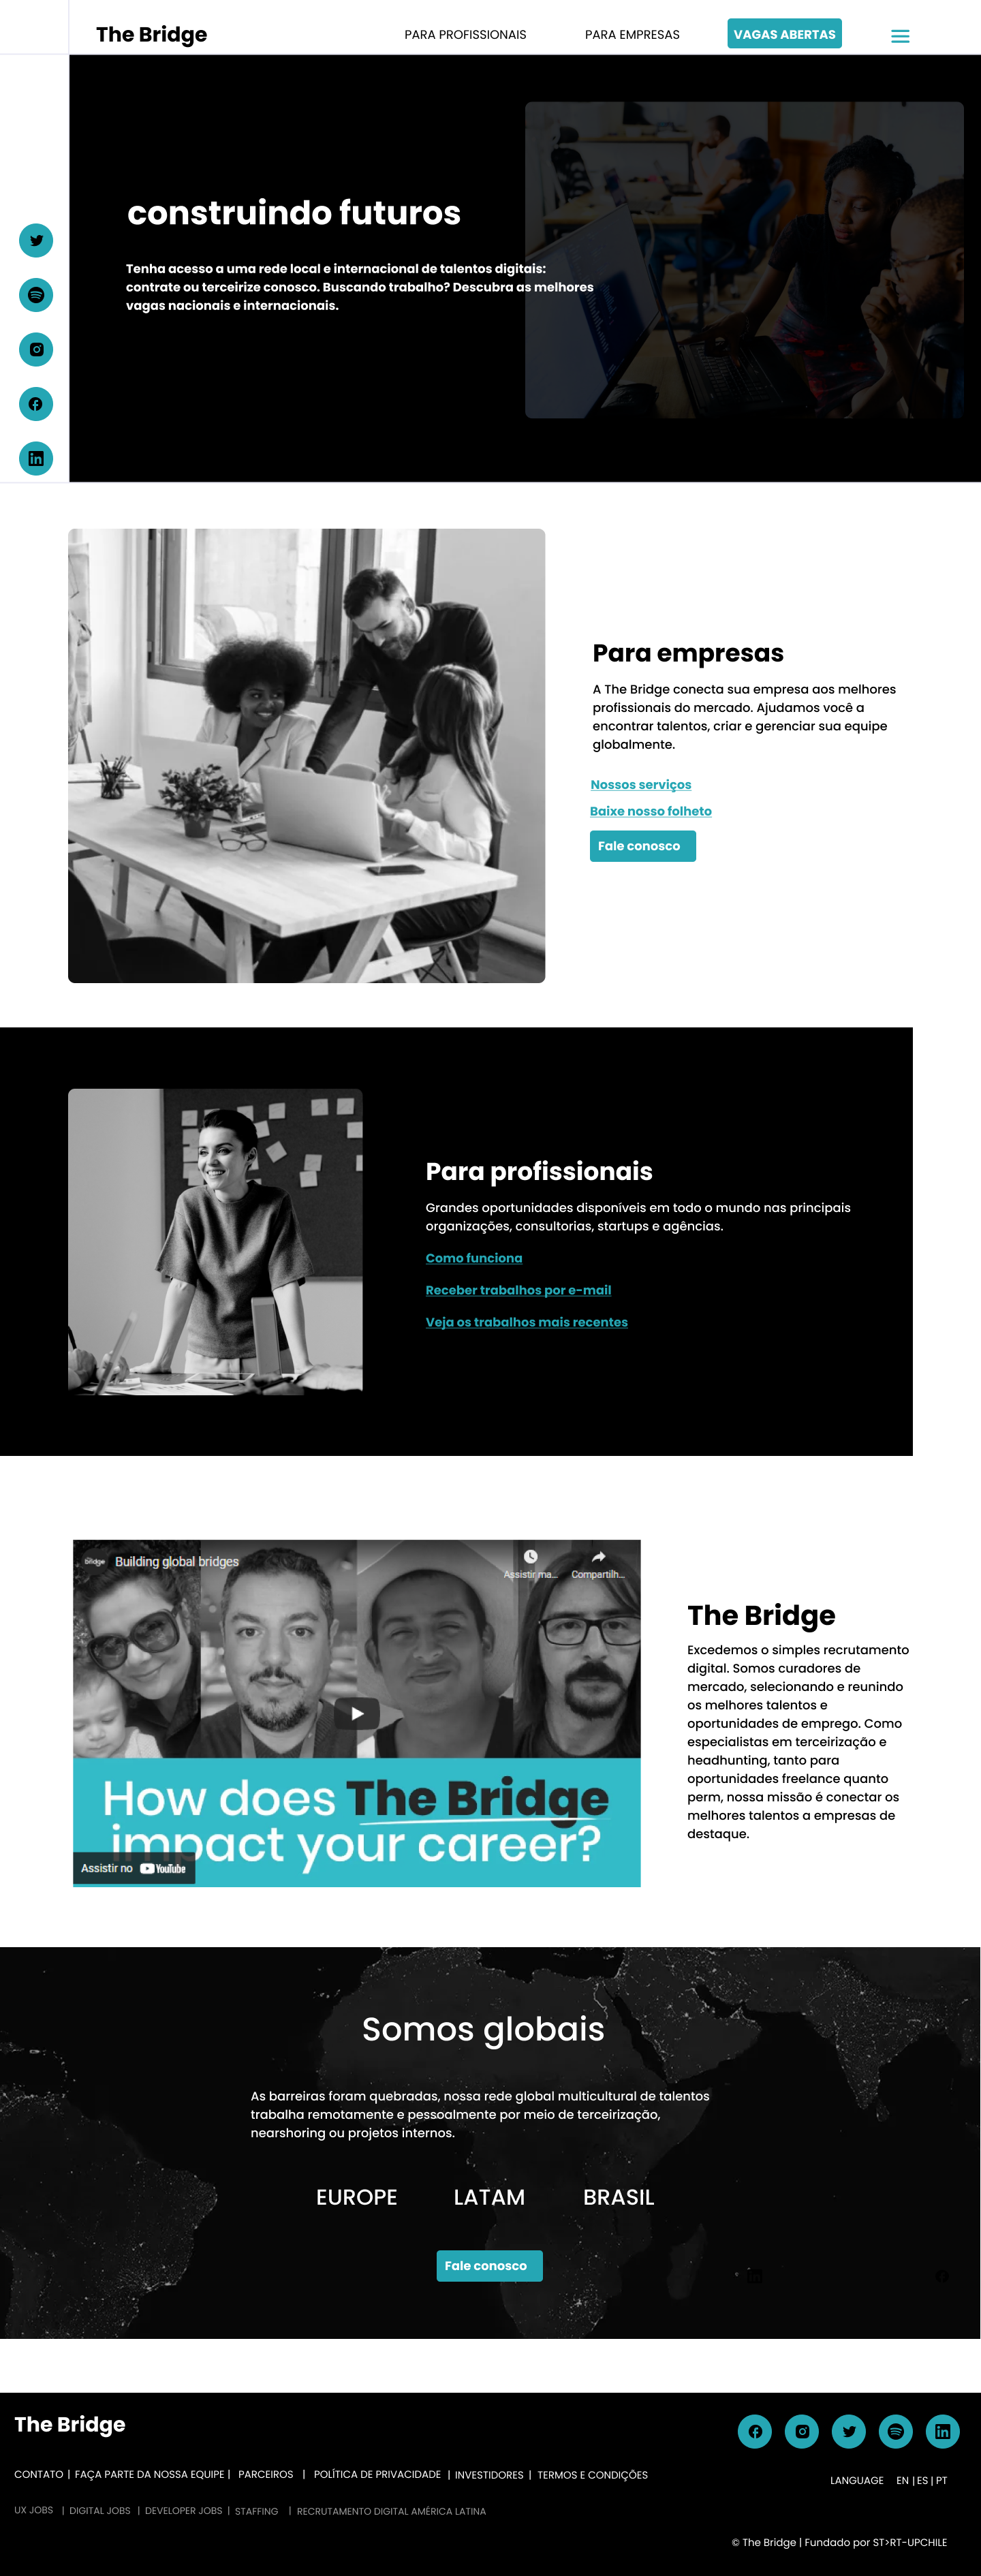 The Bridge
PARA PROFISSIONAIS
PARA EMPRESAS
VAGAS ABERTAS
construindo futuros
Tenha acesso a uma rede local e internacional de talentos digitais:
contrate ou terceirize conosco. Buscando trabalho? Descubra as melhores
vagas nacionais e internacionais.
Para empresas
A The Bridge conecta sua empresa aos melhores
profissionais do mercado. Ajudamos você a
encontrar talentos, criar e gerenciar sua equipe
globalmente.
Nossos serviços
Baixe nosso folheto
Fale conosco
Para profissionais
Grandes oportunidades disponíveis em todo o mundo nas principais
organizações, consultorias, startups e agências.
Como funciona
Receber trabalhos por e-mail
Veja os trabalhos mais recentes
bridge
Building global bridges
Assistir ma...
Compartilh...
How does The Bridge
impact your career?
Assistir no YouTube
The Bridge
Excedemos o simples recrutamento
digital. Somos curadores de
mercado, selecionando e reunindo
os melhores talentos e
oportunidades de emprego. Como
especialistas em terceirização e
headhunting, tanto para
oportunidades freelance quanto
perm, nossa missão é conectar os
melhores talentos a empresas de
destaque.
Somos globais
As barreiras foram quebradas, nossa rede global multicultural de talentos
trabalha remotamente e pessoalmente por meio de terceirização,
nearshoring ou projetos internos.
EUROPE LATAM BRASIL
Fale conosco
The Bridge
CONTATO | FAÇA PARTE DA NOSSA EQUIPE | PARCEIROS | POLÍTICA DE PRIVACIDADE | INVESTIDORES | TERMOS E CONDIÇÕES
LANGUAGE EN | ES | PT
UX JOBS | DIGITAL JOBS | DEVELOPER JOBS | STAFFING | RECRUTAMENTO DIGITAL AMÉRICA LATINA
© The Bridge | Fundado por ST>RT-UPCHILE